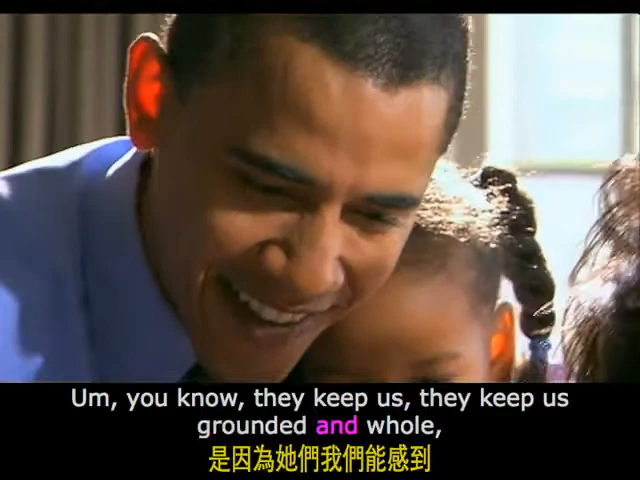 Um, you know, they keep us, they keep us
grounded and whole,
是因為她們我們能感到